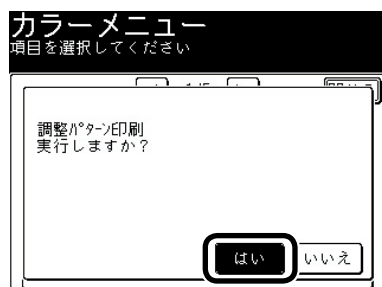 カラーメニュー
項目を選択してください
調整ﾊﾟﾀｰﾝ印刷
実行しますか？
はい
いいえ